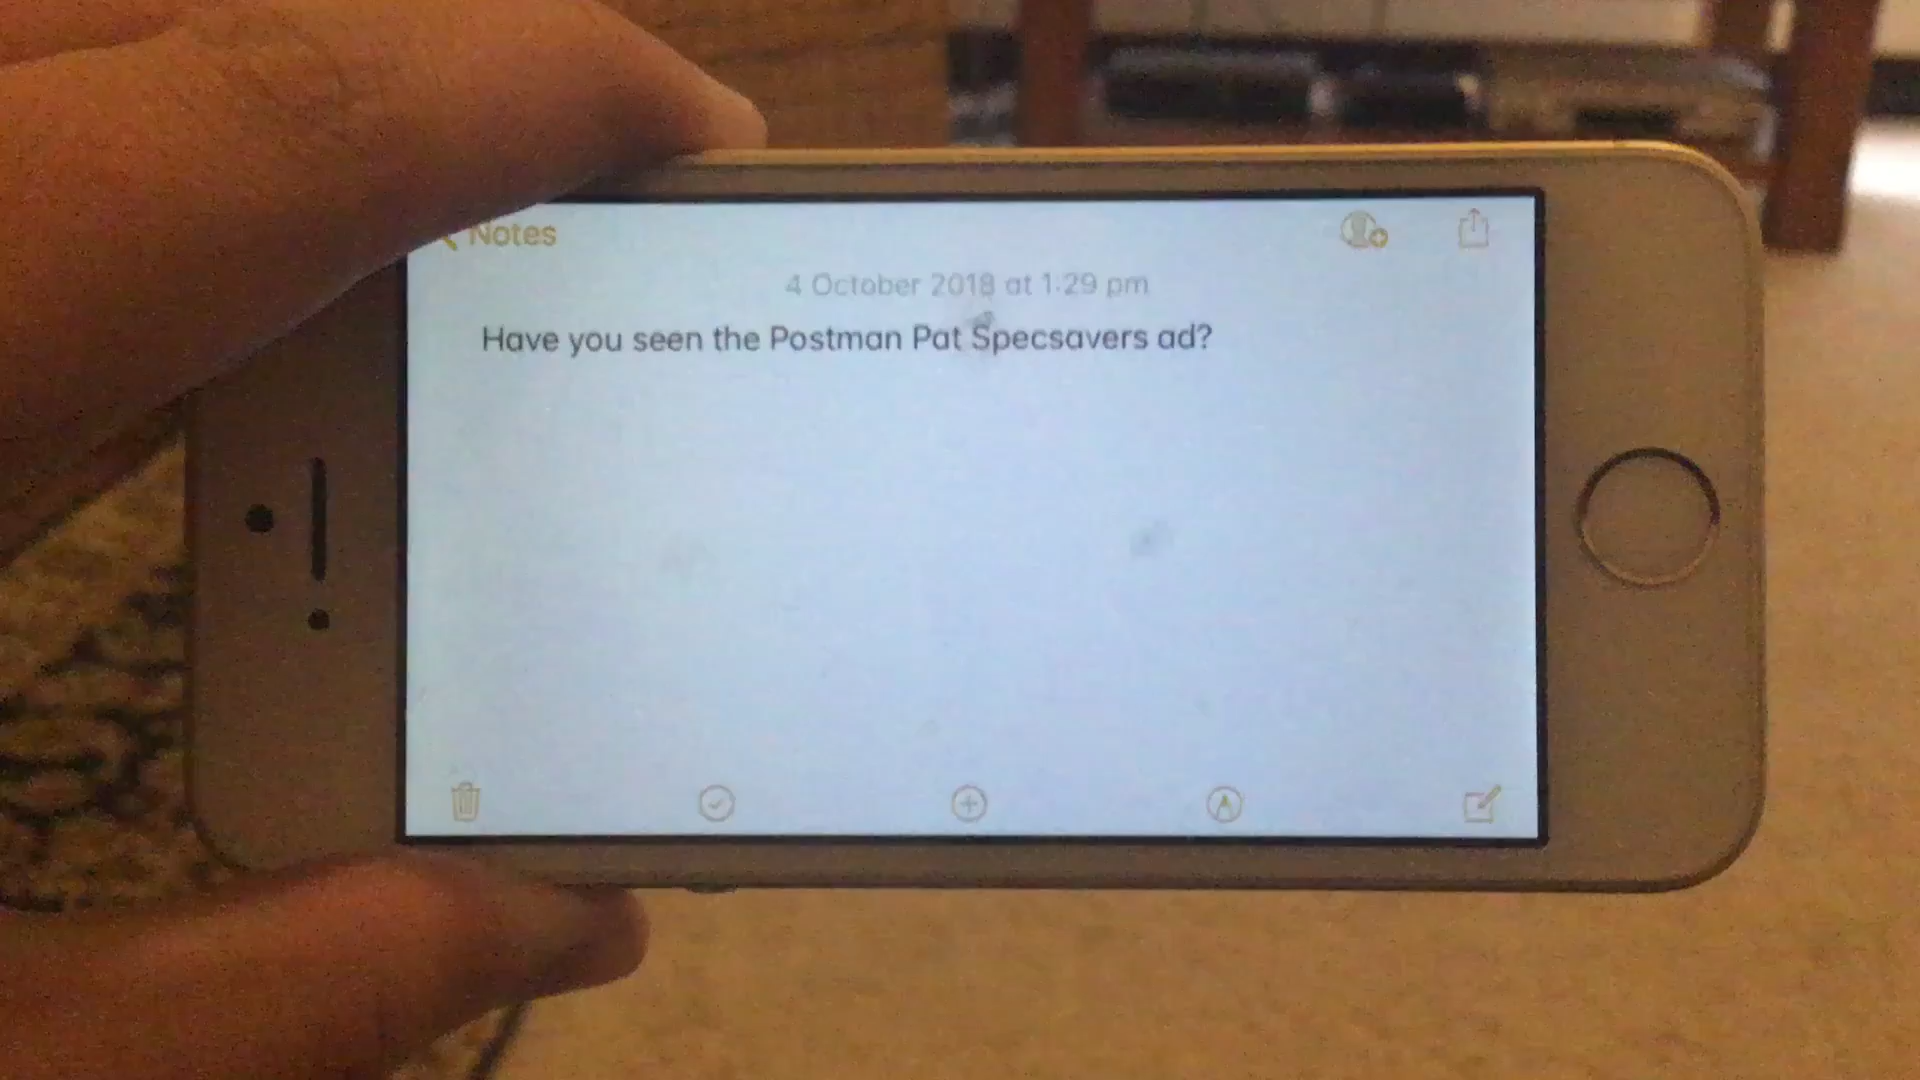 Notes
4 October 2018 at 1:29 pm
Have you seen the Postman Pat Specsavers ad?